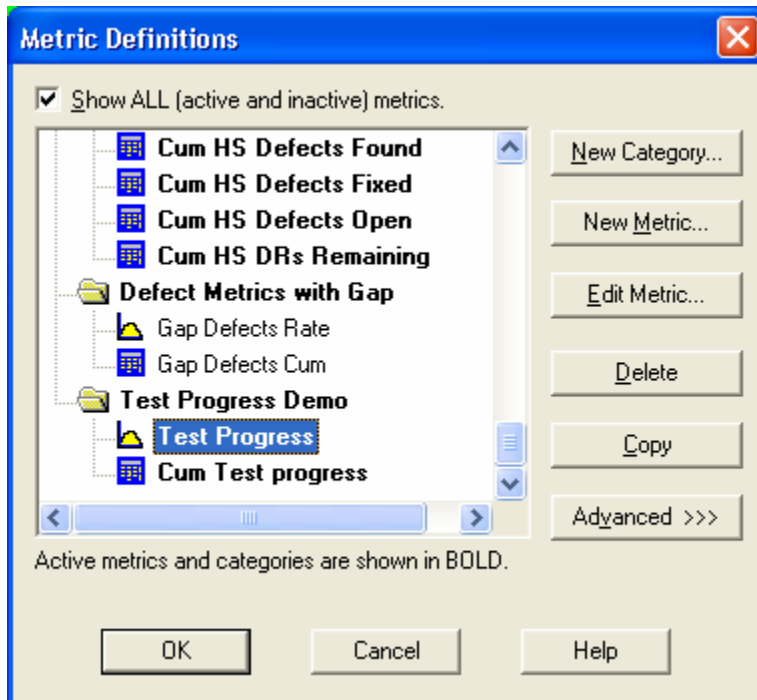 Metric Definitions
Show ALL (active and inactive) metrics.
Cum HS Defects Found
Cum HS Defects Fixed
Cum HS Defects Open
Cum HS DRs Remaining
Defect Metrics with Gap
Gap Defects Rate
Gap Defects Cum
Test Progress Demo
Test Progress
Cum Test progress
New Category...
New Metric...
Edit Metric...
Delete
Copy
Advanced >>>
Active metrics and categories are shown in BOLD.
OK
Cancel
Help